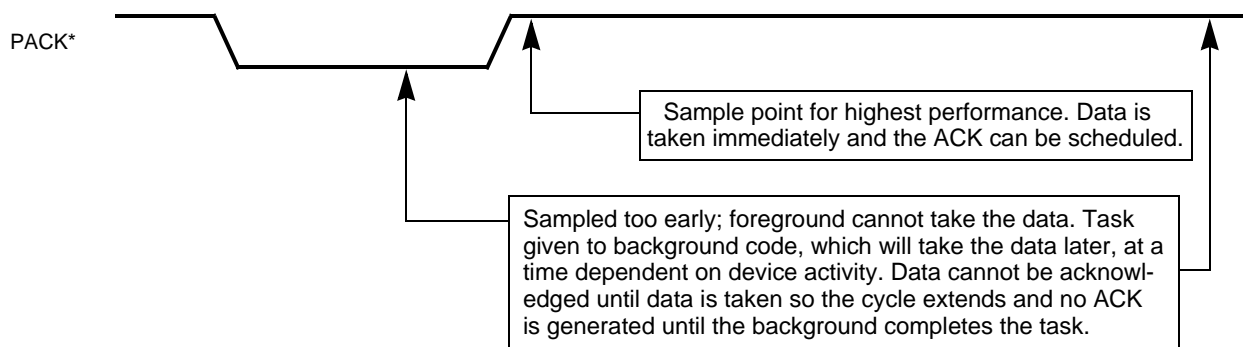 PACK*
Sample point for highest performance. Data is
taken immediately and the ACK can be scheduled.
Sampled too early; foreground cannot take the data. Task
given to background code, which will take the data later, at a
time dependent on device activity. Data cannot be acknowl-
edged until data is taken so the cycle extends and no ACK
is generated until the background completes the task.